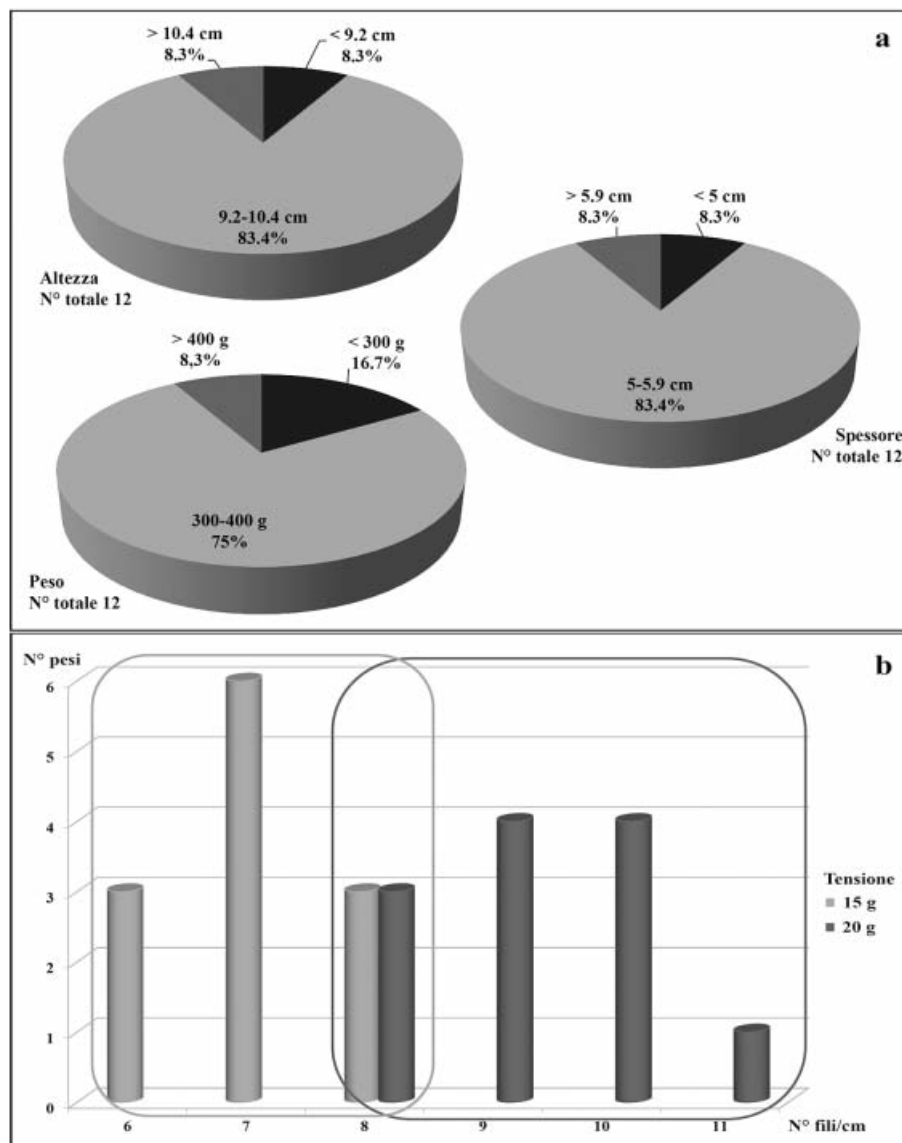 a
> 10.4 cm
8.3%
< 9.2 cm
8.3%
9.2-10.4 cm
83.4%
Altezza
N° totale 12
> 5.9 cm
8.3%
< 5 cm
8.3%
5-5.9 cm
83.4%
Spessore
N° totale 12
> 400 g
8,3%
< 300 g
16.7%
300-400 g
75%
Peso
N° totale 12
b
N° pesi
6
5
4
3
2
1
0
6 7 8 9 10 11 N° fili/cm
Tensione
15 g
20 g